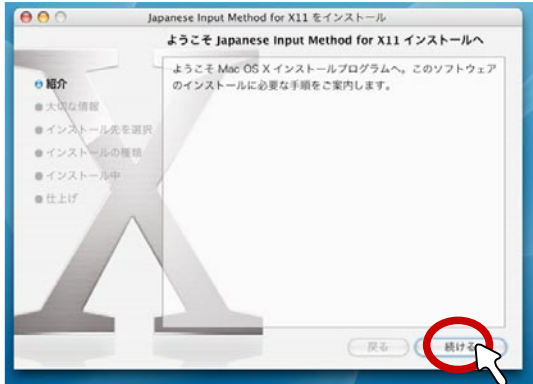 Japanese Input Method for X11 をインストール
ようこそ Japanese Input Method for X11 インストールへ
ようこそ Mac OS X インストールプログラムへ。このソフトウェア
のインストールに必要な手順をご案内します。
紹介
大切な情報
インストール先を選択
インストールの種類
インストール中
仕上げ
戻る
続ける